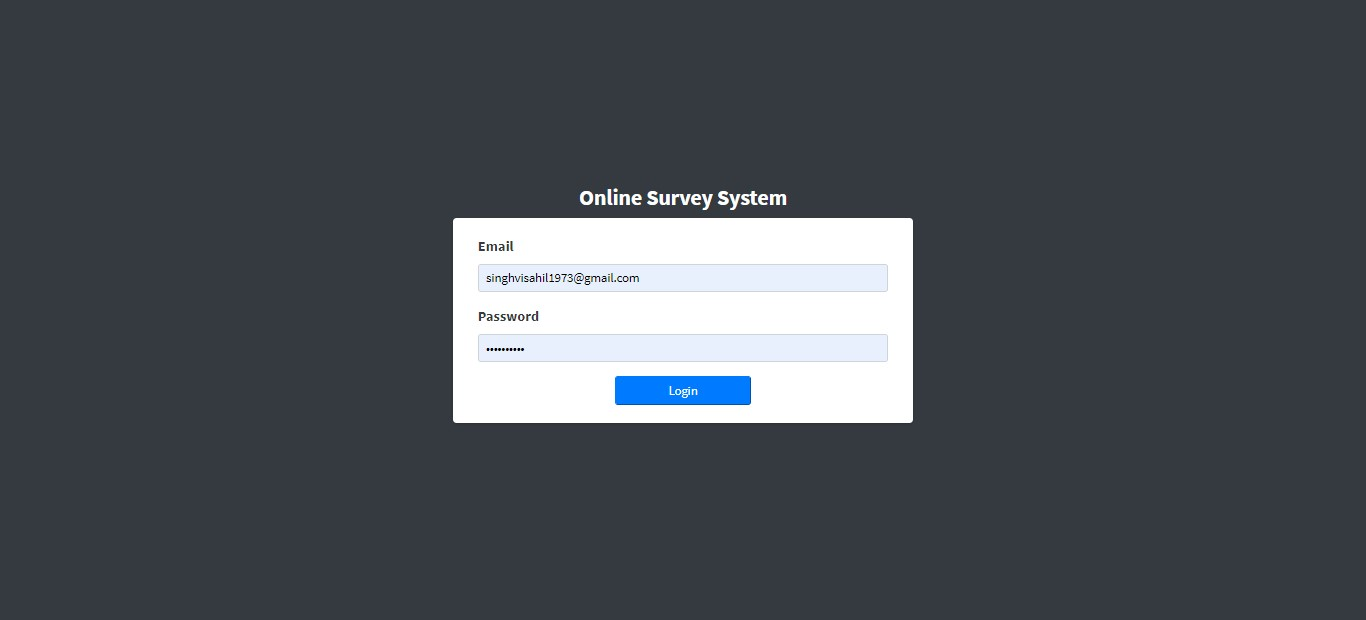 Online Survey System
Email
singhvisahil1973@gmail.com
Password
••••••••••
Login